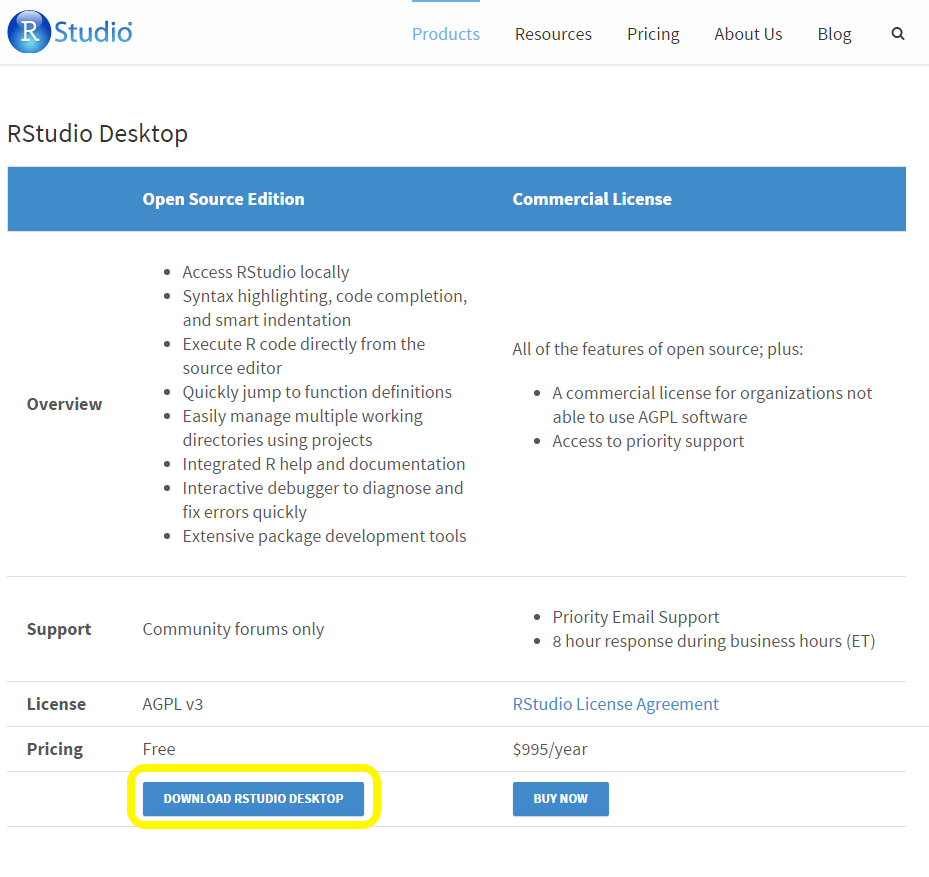 R Studio®
Products Resources Pricing About Us Blog
RStudio Desktop
Open Source Edition Commercial License
Overview
• Access RStudio locally
• Syntax highlighting, code completion,
and smart indentation
• Execute R code directly from the
source editor
• Quickly jump to function definitions
• Easily manage multiple working
directories using projects
• Integrated R help and documentation
• Interactive debugger to diagnose and
fix errors quickly
• Extensive package development tools
All of the features of open source; plus:
• A commercial license for organizations not
able to use AGPL software
• Access to priority support
Support
Community forums only
• Priority Email Support
• 8 hour response during business hours (ET)
License AGPL v3 RStudio License Agreement
Pricing Free $995/year
DOWNLOAD RSTUDIO DESKTOP BUY NOW